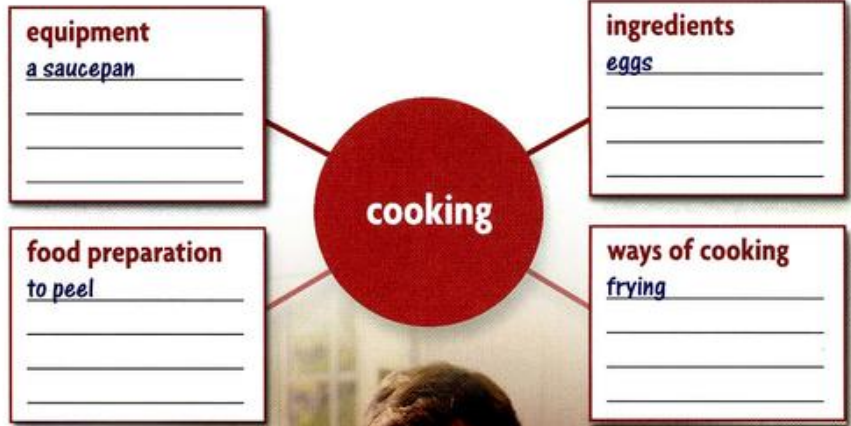 equipment
a saucepan
ingredients
eggs
cooking
food preparation
to peel
ways of cooking
frying